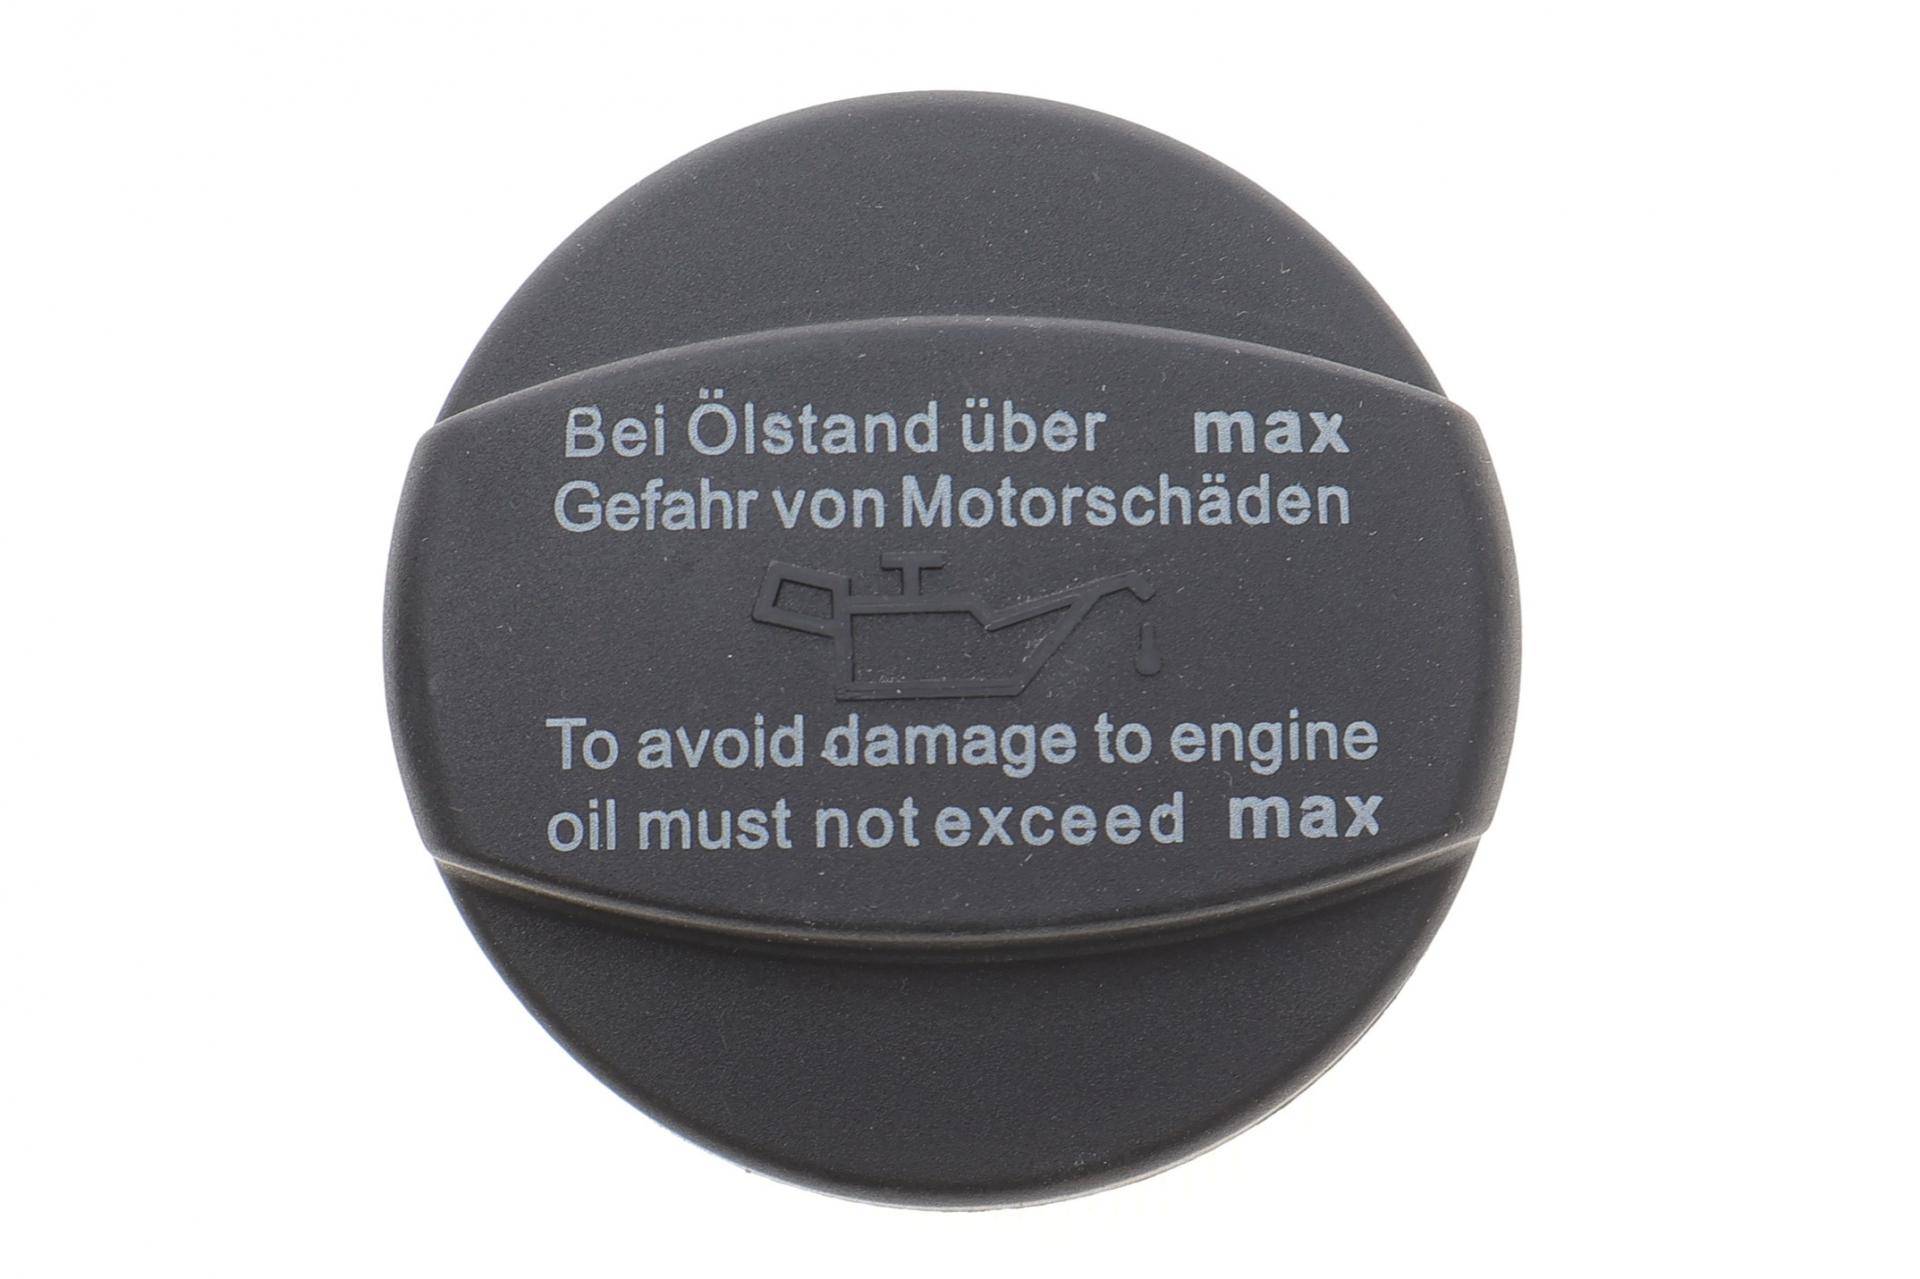 Bei Ölstand über max
Gefahr von Motorschäden
To avoid damage to engine
oil must not exceed max